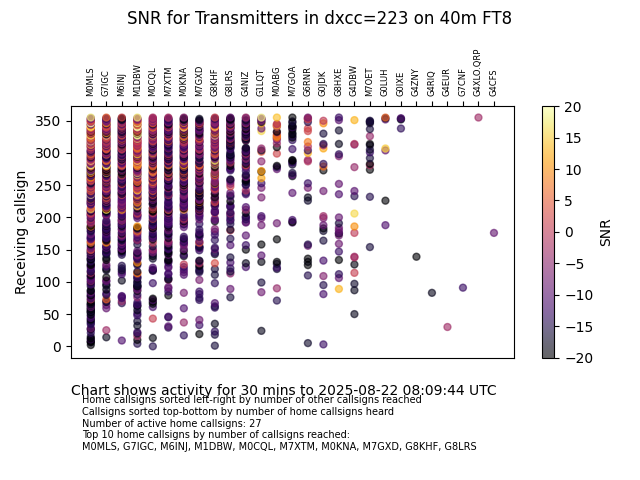 SNR for Transmitters in dxcc=223 on 40m FT8
M0MLS G7IGC M6INJ M1DBW M0CQL M7XTM M0KNA M7GXD G8KHF G8LRS G4NIZ G1LQT M0ABG M7GOA G6RNR G0JDK G8HXE G4DBW M7OET G0LUH G0IXE G4ZNY G4RIQ G4EUR G7CNF G4XLO.QRP G4CFS
350
300
250
200
150
100
50
0
Receiving callsign
20
15
10
5
0
−5
−10
−15
−20
SNR
Chart shows activity for 30 mins to 2025-08-22 08:09:44 UTC
Home callsigns sorted left-right by number of other callsigns reached
Callsigns sorted top-bottom by number of home callsigns heard
Number of active home callsigns: 27
Top 10 home callsigns by number of callsigns reached:
M0MLS, G7IGC, M6INJ, M1DBW, M0CQL, M7XTM, M0KNA, M7GXD, G8KHF, G8LRS